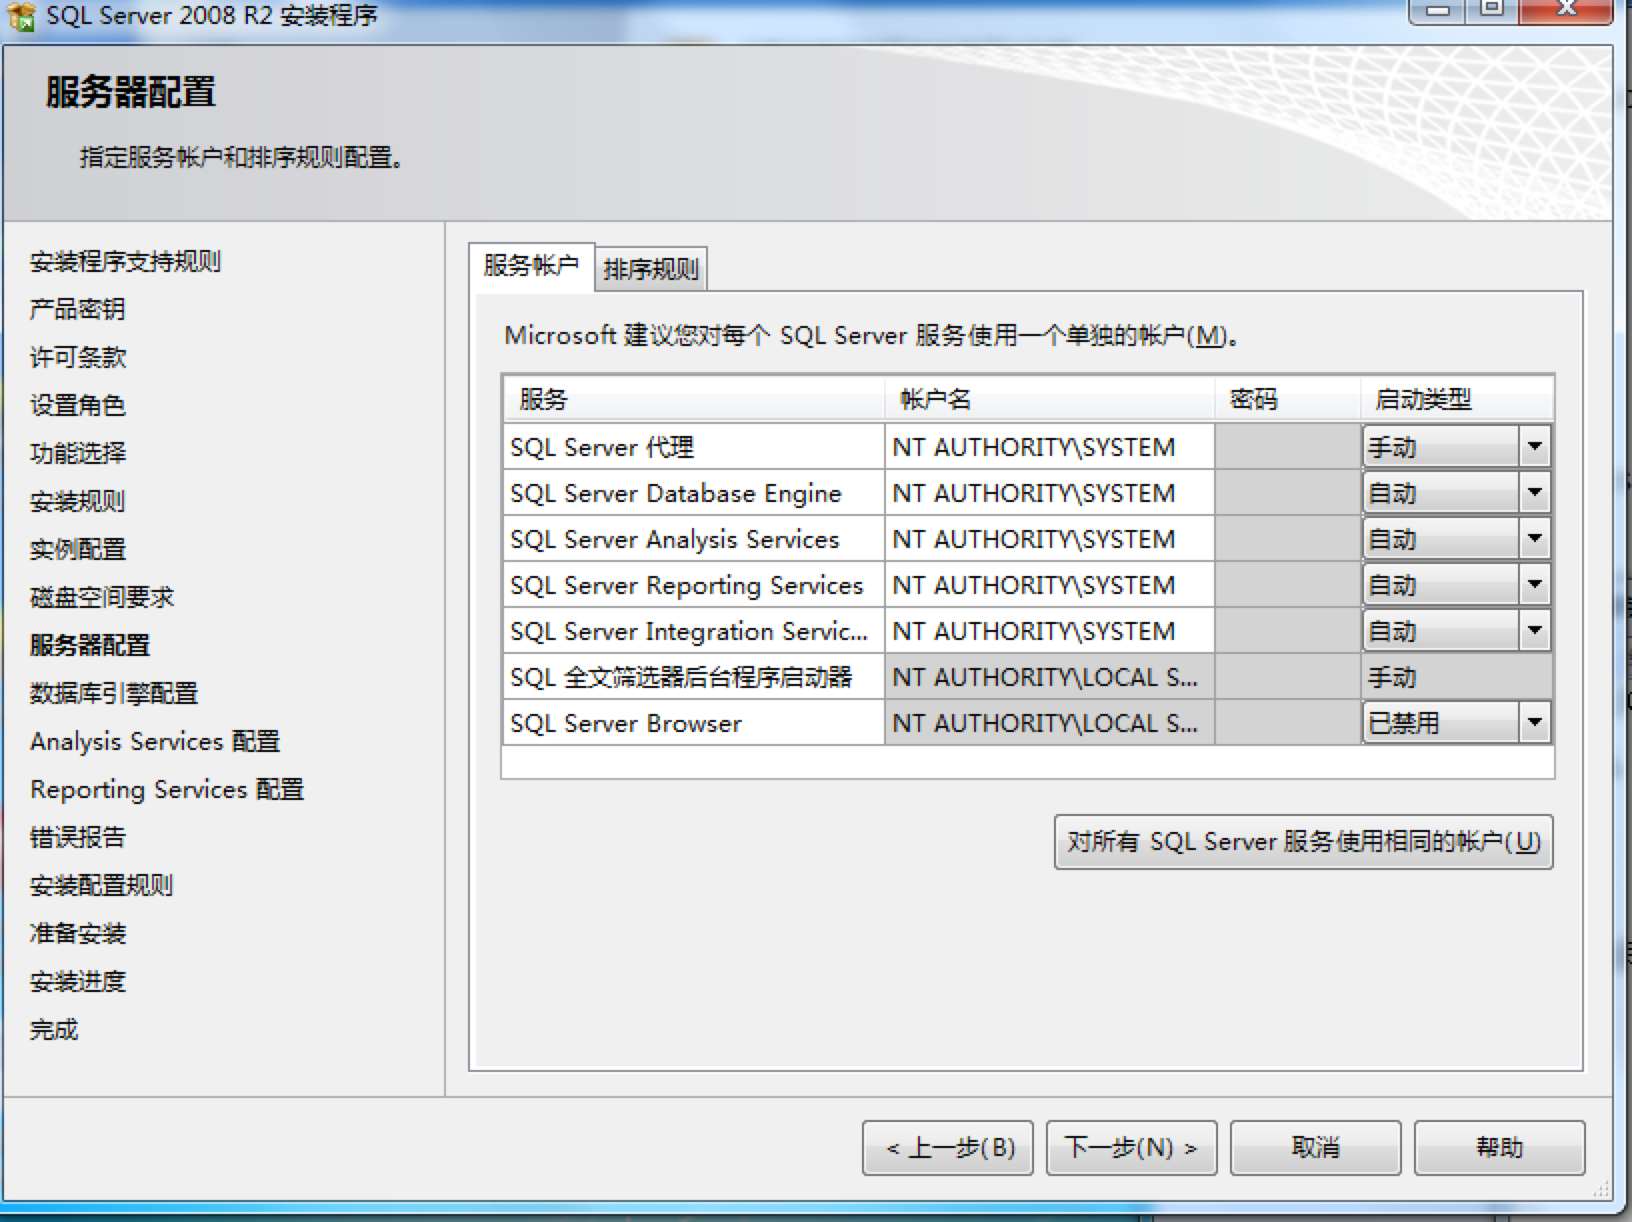 SQL Server 2008 R2 安装程序
服务器配置
指定服务帐户和排序规则配置。
安装程序支持规则
产品密钥
许可条款
设置角色
功能选择
安装规则
实例配置
磁盘空间要求
服务器配置
数据库引擎配置
Analysis Services 配置
Reporting Services 配置
错误报告
安装配置规则
准备安装
安装进度
完成
服务帐户 排序规则
Microsoft 建议您对每个 SQL Server 服务使用一个单独的帐户(M)。
服务 帐户名 密码 启动类型
SQL Server 代理 NT AUTHORITY\SYSTEM 手动
SQL Server Database Engine NT AUTHORITY\SYSTEM 自动
SQL Server Analysis Services NT AUTHORITY\SYSTEM 自动
SQL Server Reporting Services NT AUTHORITY\SYSTEM 自动
SQL Server Integration Servic... NT AUTHORITY\SYSTEM 自动
SQL 全文筛选器后台程序启动器 NT AUTHORITY\LOCAL S... 手动
SQL Server Browser NT AUTHORITY\LOCAL S... 已禁用
对所有 SQL Server 服务使用相同的帐户(U)
< 上一步(B) 下一步(N) > 取消 帮助